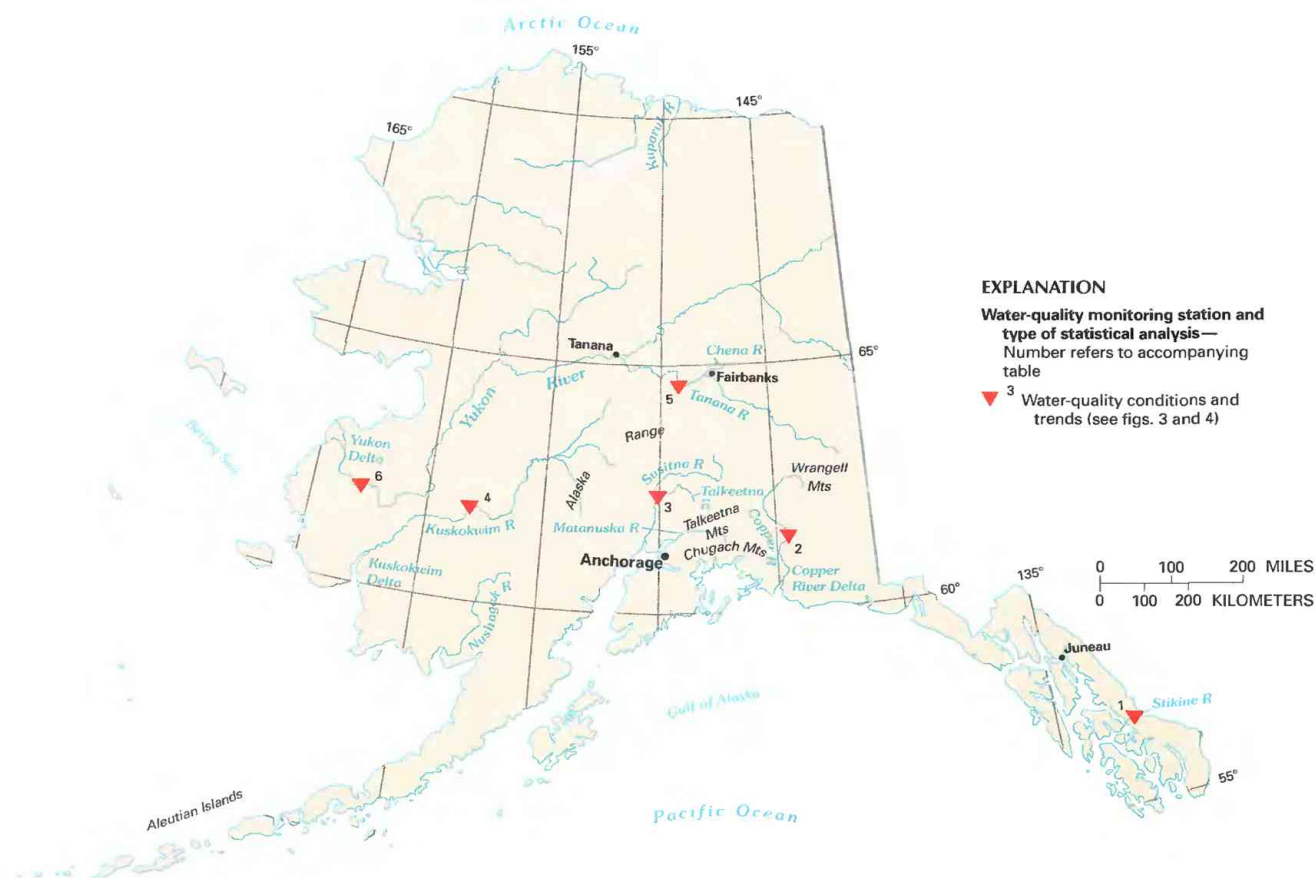 Arctic Ocean
155°
145°
165°
Kuparuk R
EXPLANATION
Water-quality monitoring station and
type of statistical analysis—
Number refers to accompanying
table
3 Water-quality conditions and
trends (see figs. 3 and 4)
Tanana
Chena R
65°
Fairbanks
River
Yukon
5
Tanana R
Range
Bering Sea
Yukon
Delta
6
Susitna R
Wrangell
Mts
4
Alaska
Talkeetna
3
Talkeetna
Mts
Kuskokwim R
Matanuska R
Copper R
2
Chugach Mts
Anchorage
Kuskokwim
Delta
Copper
River Delta
Nushagak R
60°
135°
0 100 200 MILES
0 100 200 KILOMETERS
Juneau
1
Stikine R
Gulf of Alaska
55°
Aleutian Islands
Pacific Ocean